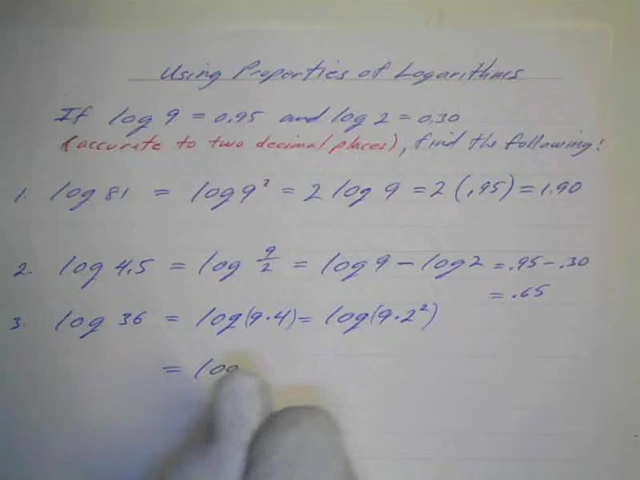 Using Properties of Logarithms
If log 9 = 0.95 and log 2 = 0.30
(accurate to two decimal places), find the following:
1. log 81 = log 9² = 2 log 9 = 2 (.95) = 1.90
2. log 4.5 = log 9/2 = log 9 - log 2 = .95 - .30
= .65
3. log 36 = log(9·4) = log(9·2²)
= log